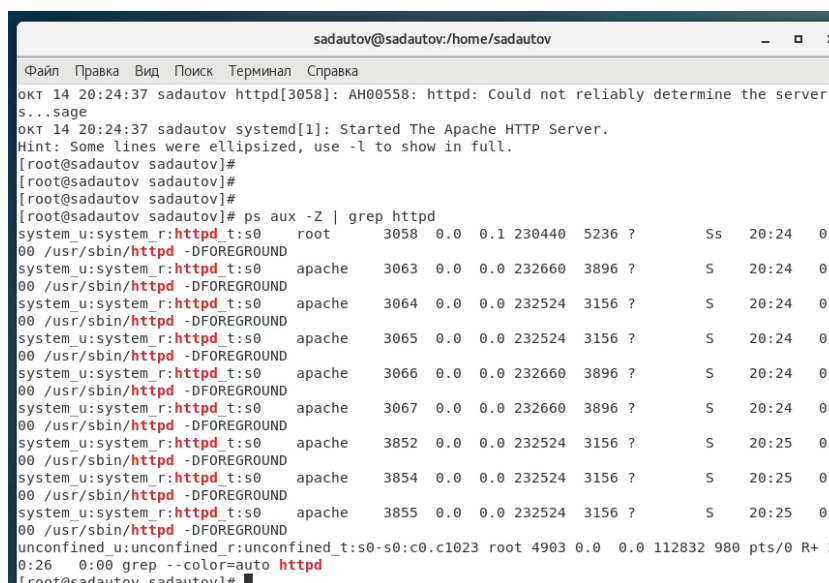 sadautov@sadautov:/home/sadautov
Файл Правка Вид Поиск Терминал Справка
окт 14 20:24:37 sadautov httpd[3058]: AH00558: httpd: Could not reliably determine the server
s...sage
окт 14 20:24:37 sadautov systemd[1]: Started The Apache HTTP Server.
Hint: Some lines were ellipsized, use -l to show in full.
[root@sadautov sadautov]#
[root@sadautov sadautov]#
[root@sadautov sadautov]#
[root@sadautov sadautov]# ps aux -Z | grep httpd
system_u:system_r:httpd_t:s0 root 3058 0.0 0.1 230440 5236 ? Ss 20:24 0
00 /usr/sbin/httpd -DFOREGROUND
system_u:system_r:httpd_t:s0 apache 3063 0.0 0.0 232660 3896 ? S 20:24 0
00 /usr/sbin/httpd -DFOREGROUND
system_u:system_r:httpd_t:s0 apache 3064 0.0 0.0 232524 3156 ? S 20:24 0
00 /usr/sbin/httpd -DFOREGROUND
system_u:system_r:httpd_t:s0 apache 3065 0.0 0.0 232524 3156 ? S 20:24 0
00 /usr/sbin/httpd -DFOREGROUND
system_u:system_r:httpd_t:s0 apache 3066 0.0 0.0 232660 3896 ? S 20:24 0
00 /usr/sbin/httpd -DFOREGROUND
system_u:system_r:httpd_t:s0 apache 3067 0.0 0.0 232660 3896 ? S 20:24 0
00 /usr/sbin/httpd -DFOREGROUND
system_u:system_r:httpd_t:s0 apache 3852 0.0 0.0 232524 3156 ? S 20:25 0
00 /usr/sbin/httpd -DFOREGROUND
system_u:system_r:httpd_t:s0 apache 3854 0.0 0.0 232524 3156 ? S 20:25 0
00 /usr/sbin/httpd -DFOREGROUND
system_u:system_r:httpd_t:s0 apache 3855 0.0 0.0 232524 3156 ? S 20:25 0
00 /usr/sbin/httpd -DFOREGROUND
unconfined_u:unconfined_r:unconfined_t:s0-s0:c0.c1023 root 4903 0.0 0.0 112832 980 pts/0 R+
0:26 0:00 grep --color=auto httpd
[root@sadautov sadautov]#